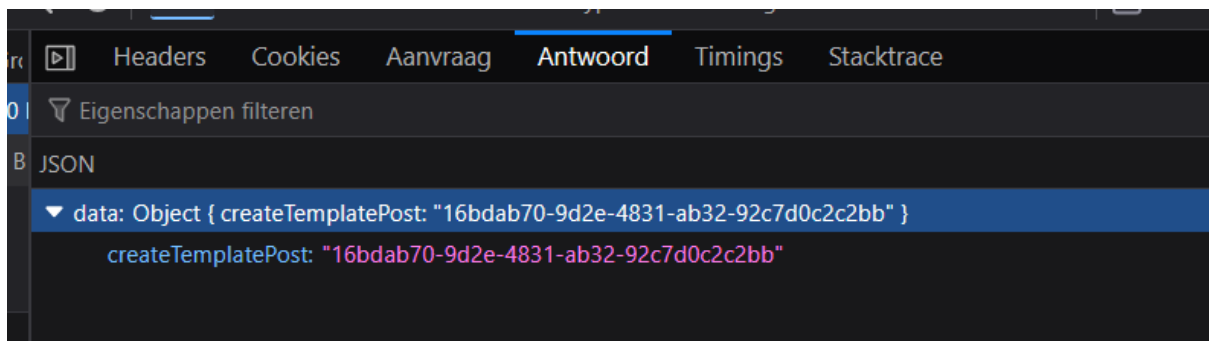 Headers Cookies Aanvraag Antwoord Timings Stacktrace
Eigenschappen filteren
JSON
data: Object { createTemplatePost: "16bdab70-9d2e-4831-ab32-92c7d0c2c2bb" }
createTemplatePost: "16bdab70-9d2e-4831-ab32-92c7d0c2c2bb"